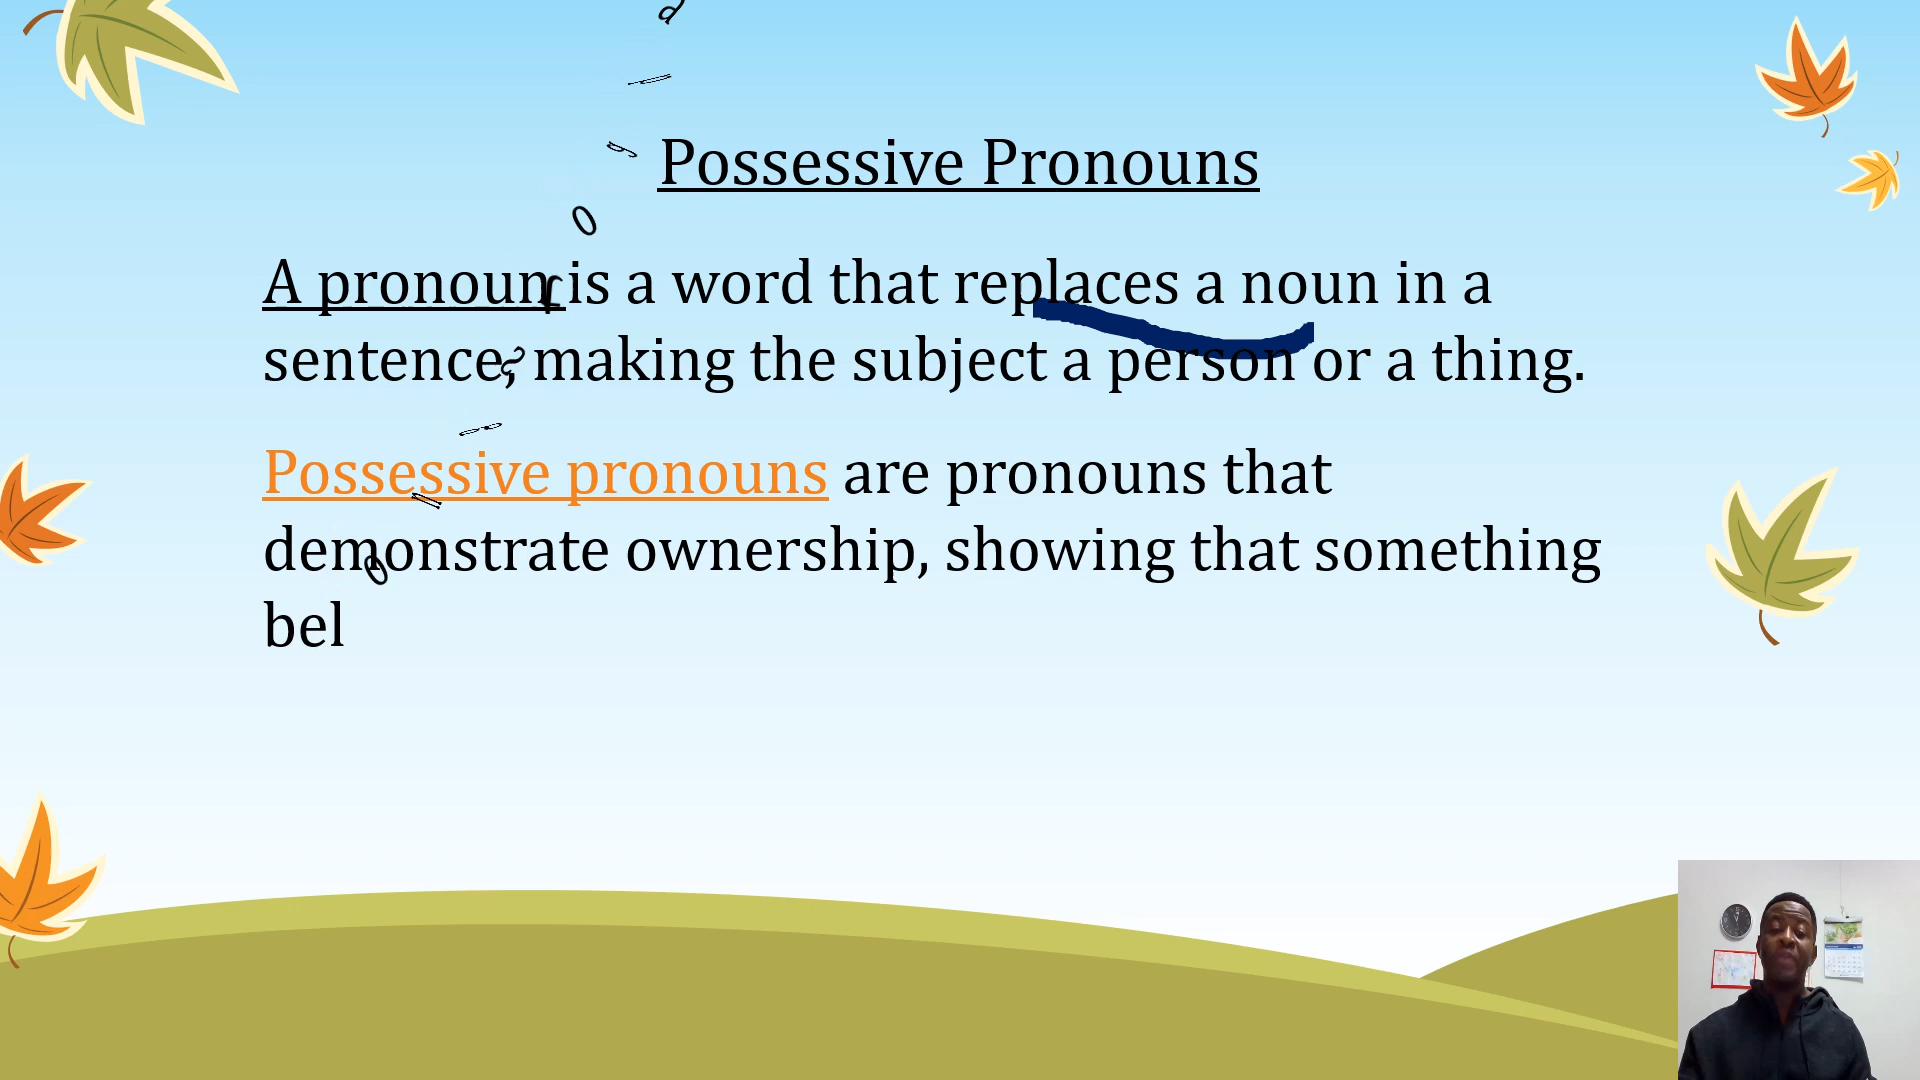 Possessive Pronouns
A pronoun is a word that replaces a noun in a
sentence, making the subject a person or a thing.
Possessive pronouns are pronouns that
demonstrate ownership, showing that something
bel